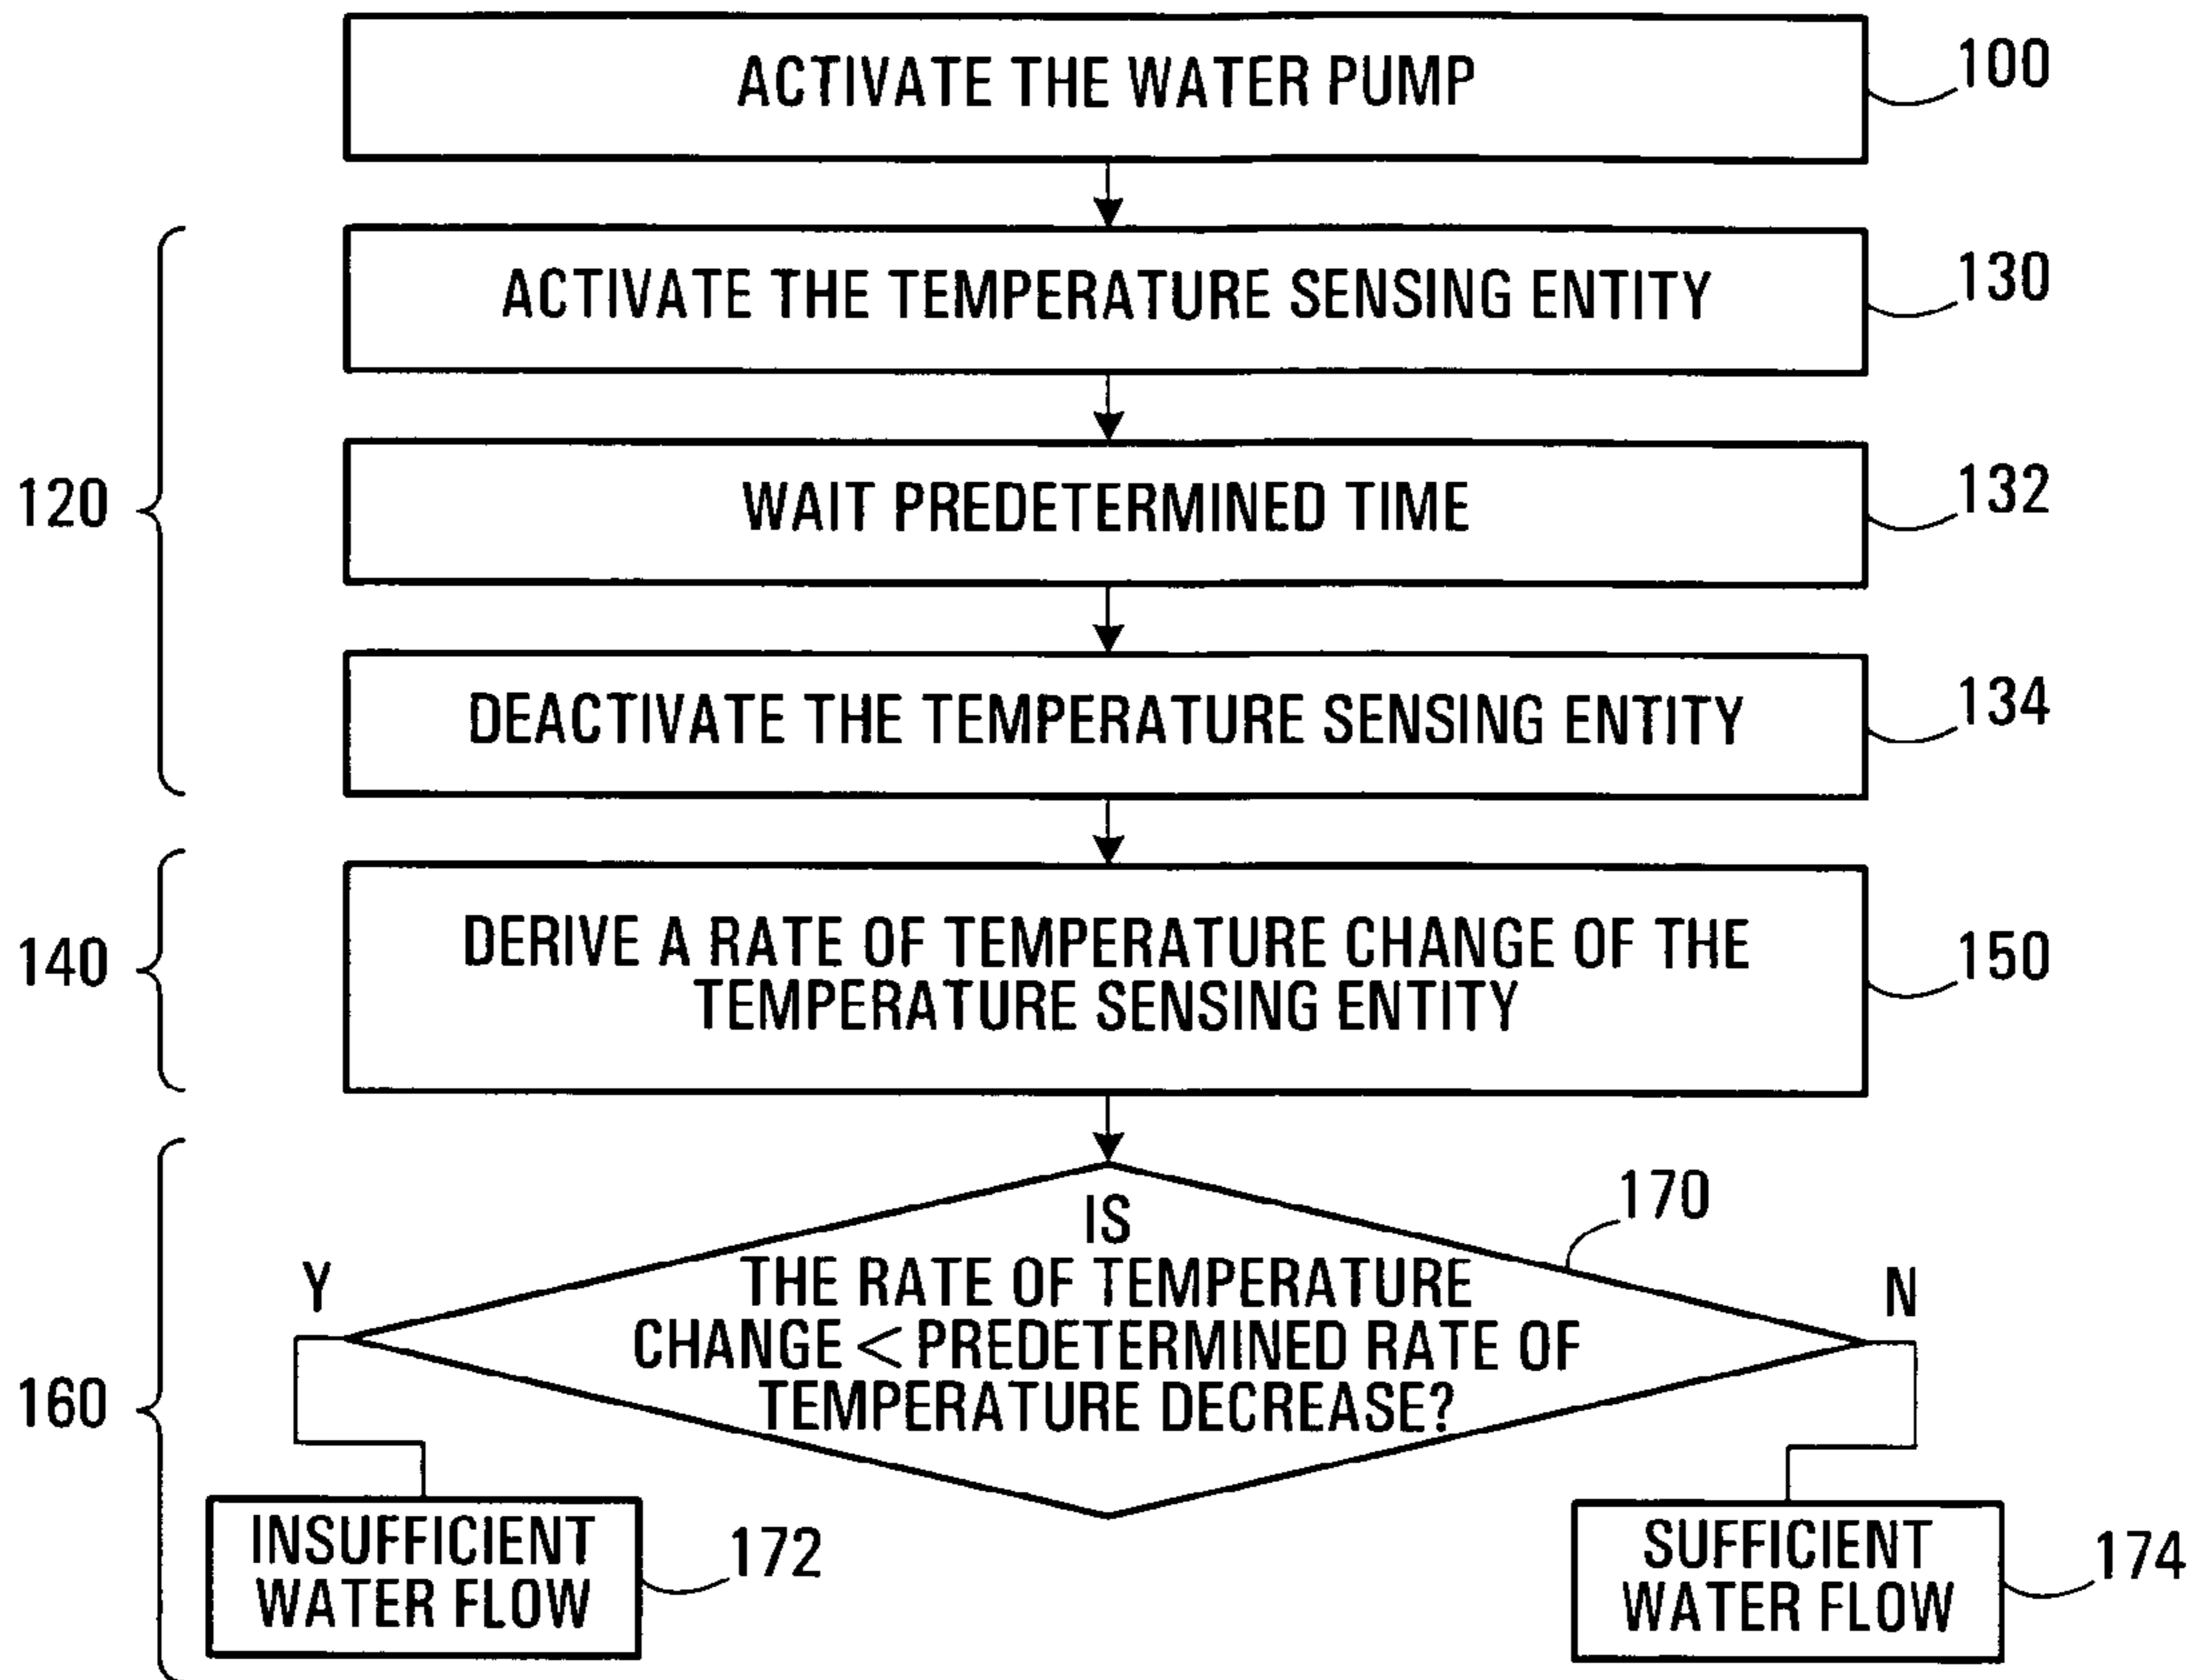 ACTIVATE THE WATER PUMP
100
ACTIVATE THE TEMPERATURE SENSING ENTITY
130
120
WAIT PREDETERMINED TIME
132
DEACTIVATE THE TEMPERATURE SENSING ENTITY
134
140
DERIVE A RATE OF TEMPERATURE CHANGE OF THE
TEMPERATURE SENSING ENTITY
150
160
170
IS
THE RATE OF TEMPERATURE
CHANGE < PREDETERMINED RATE OF
TEMPERATURE DECREASE?
Y
N
INSUFFICIENT
WATER FLOW
172
SUFFICIENT
WATER FLOW
174